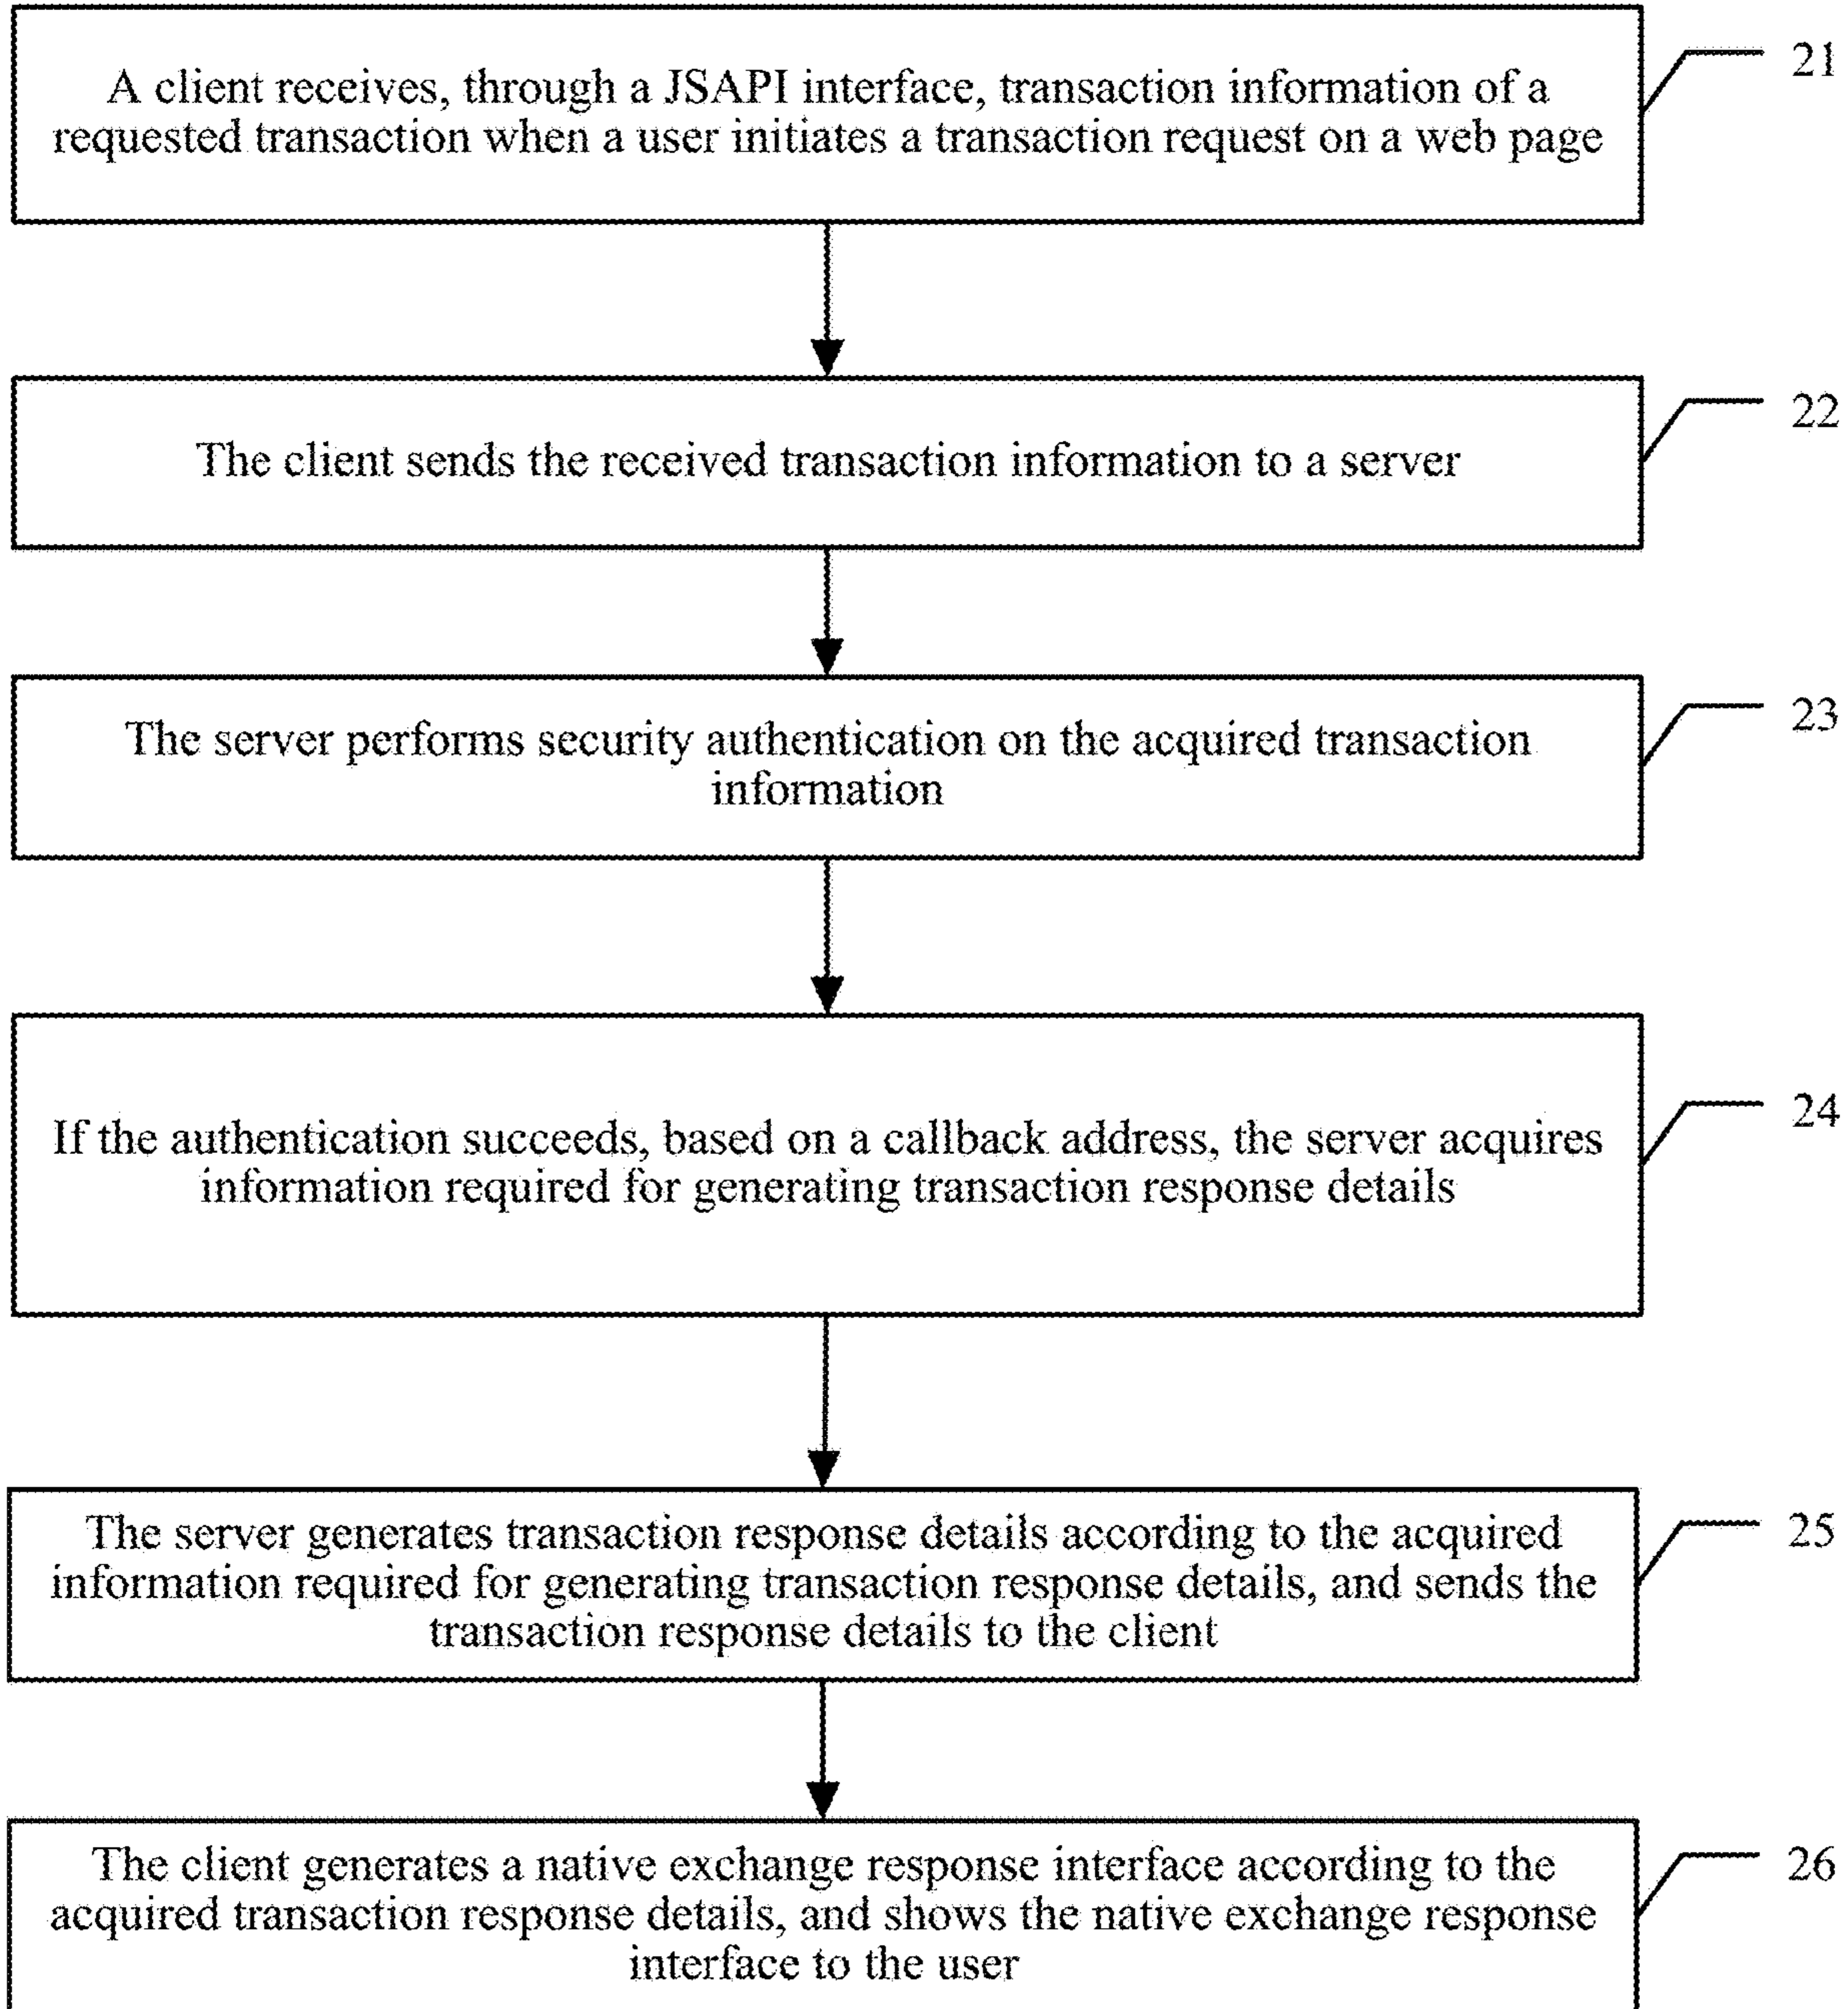 A client receives, through a JSAPI interface, transaction information of a
requested transaction when a user initiates a transaction request on a web page
21
The client sends the received transaction information to a server
22
The server performs security authentication on the acquired transaction
information
23
If the authentication succeeds, based on a callback address, the server acquires
information required for generating transaction response details
24
The server generates transaction response details according to the acquired
information required for generating transaction response details, and sends the
transaction response details to the client
25
The client generates a native exchange response interface according to the
acquired transaction response details, and shows the native exchange response
interface to the user
26